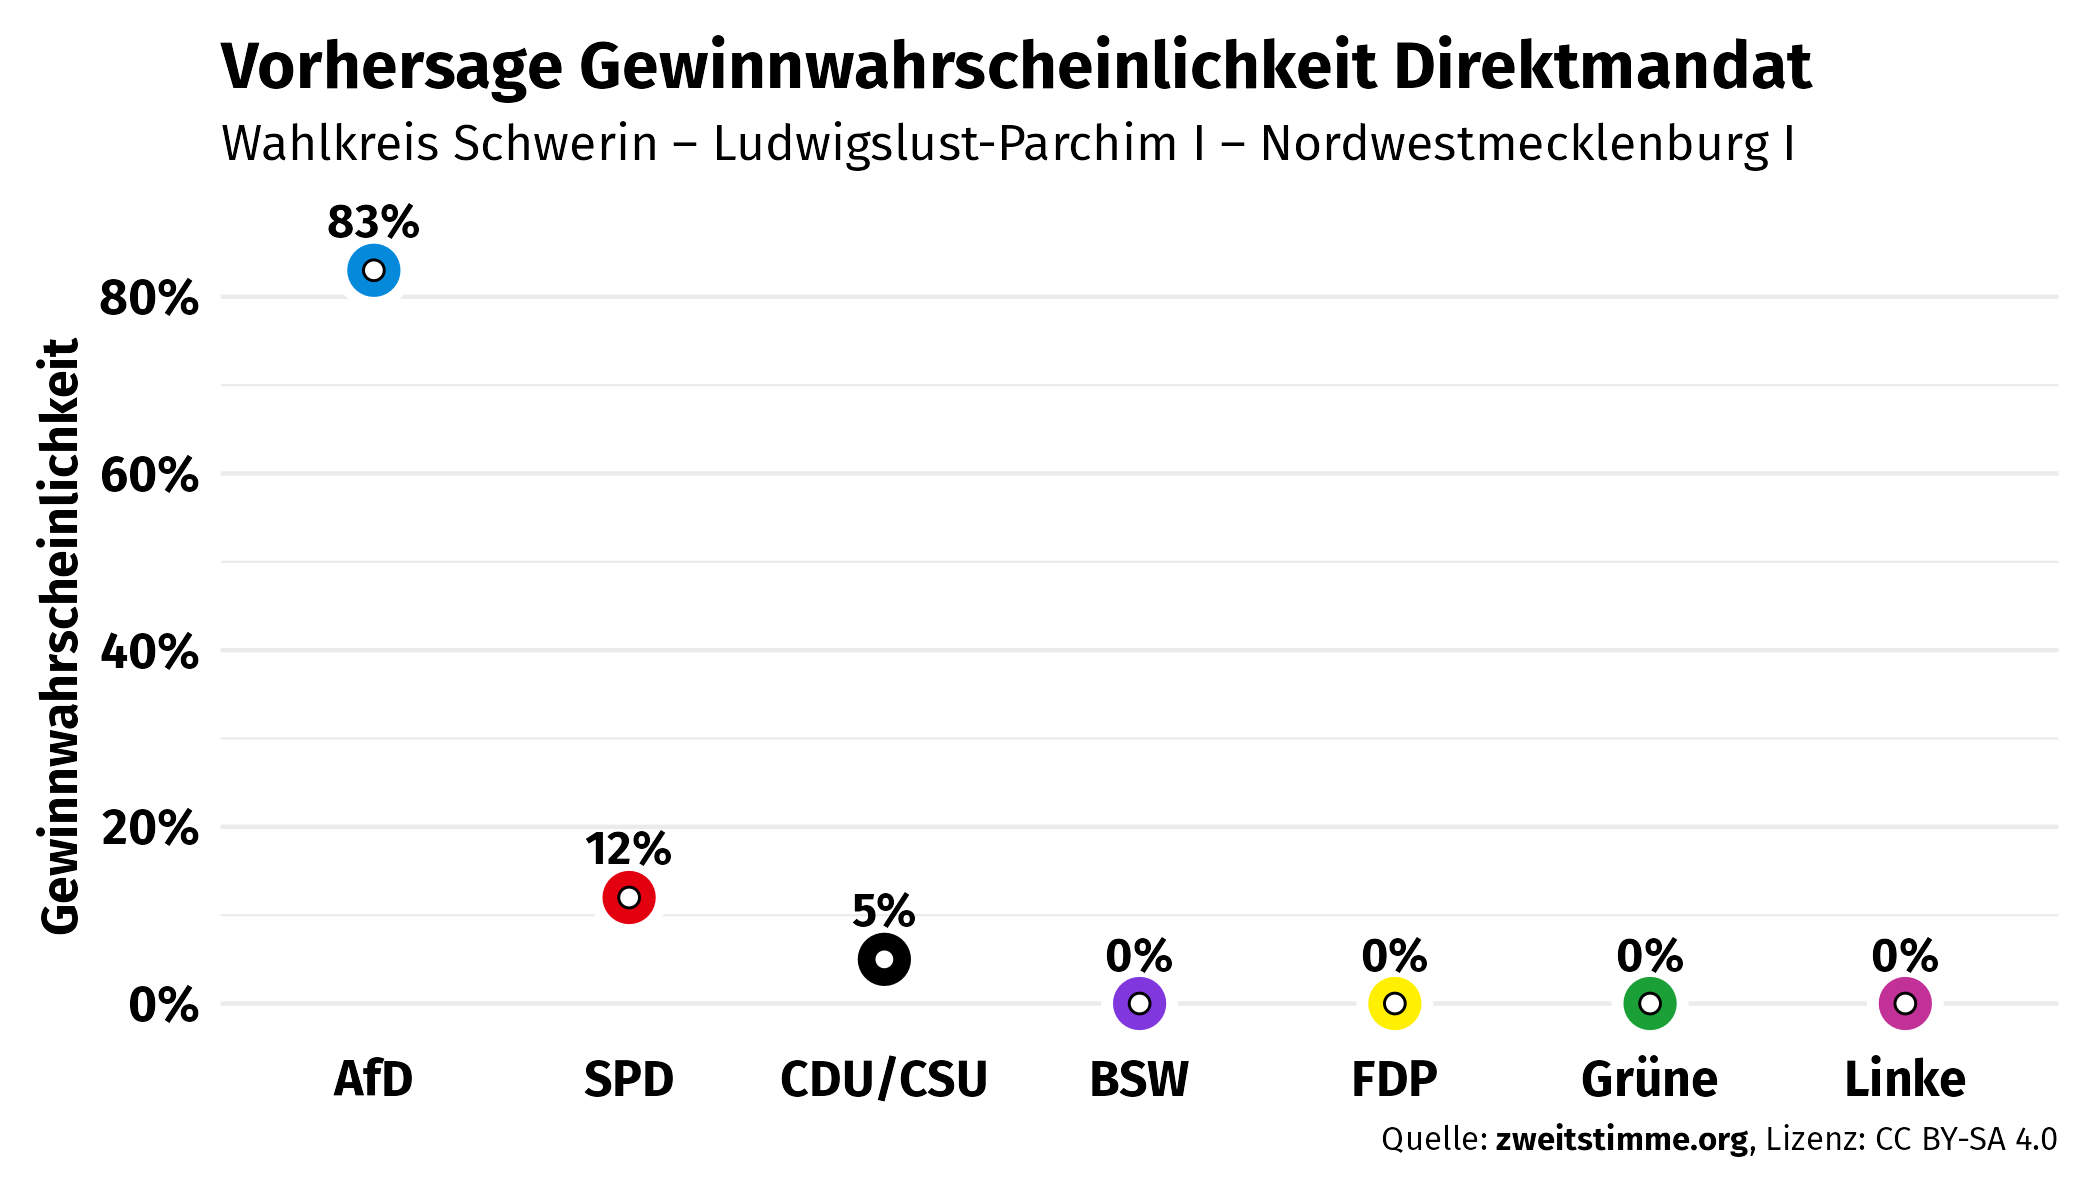 Vorhersage Gewinnwahrscheinlichkeit Direktmandat
Wahlkreis Schwerin – Ludwigslust-Parchim I – Nordwestmecklenburg I
Gewinnwahrscheinlichkeit
80%
60%
40%
20%
0%
83%
12%
5%
0%
0%
0%
0%
AfD
SPD
CDU/CSU
BSW
FDP
Grüne
Linke
Quelle: zweitstimme.org, Lizenz: CC BY-SA 4.0